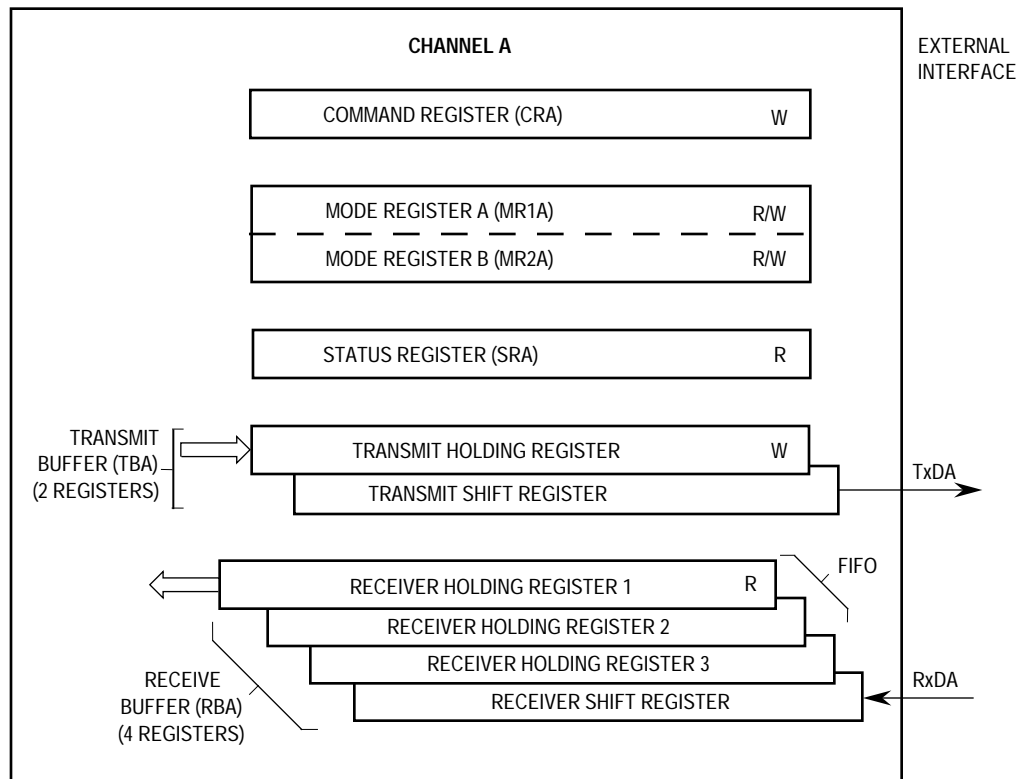 CHANNEL A
EXTERNAL
INTERFACE
COMMAND REGISTER (CRA) W
MODE REGISTER A (MR1A) R/W
MODE REGISTER B (MR2A) R/W
STATUS REGISTER (SRA) R
TRANSMIT
BUFFER (TBA)
(2 REGISTERS)
TRANSMIT HOLDING REGISTER W
TRANSMIT SHIFT REGISTER
TxDA
FIFO
RECEIVER HOLDING REGISTER 1 R
RECEIVER HOLDING REGISTER 2
RECEIVER HOLDING REGISTER 3
RECEIVER SHIFT REGISTER
RxDA
RECEIVE
BUFFER (RBA)
(4 REGISTERS)